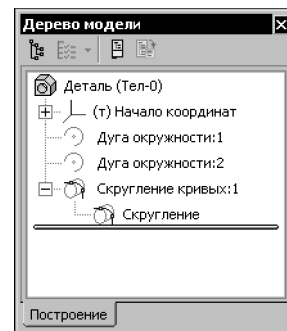 Дерево модели
Деталь (Тел-0)
(т) Начало координат
Дуга окружности:1
Дуга окружности:2
Скругление кривых:1
Скругление
Построение